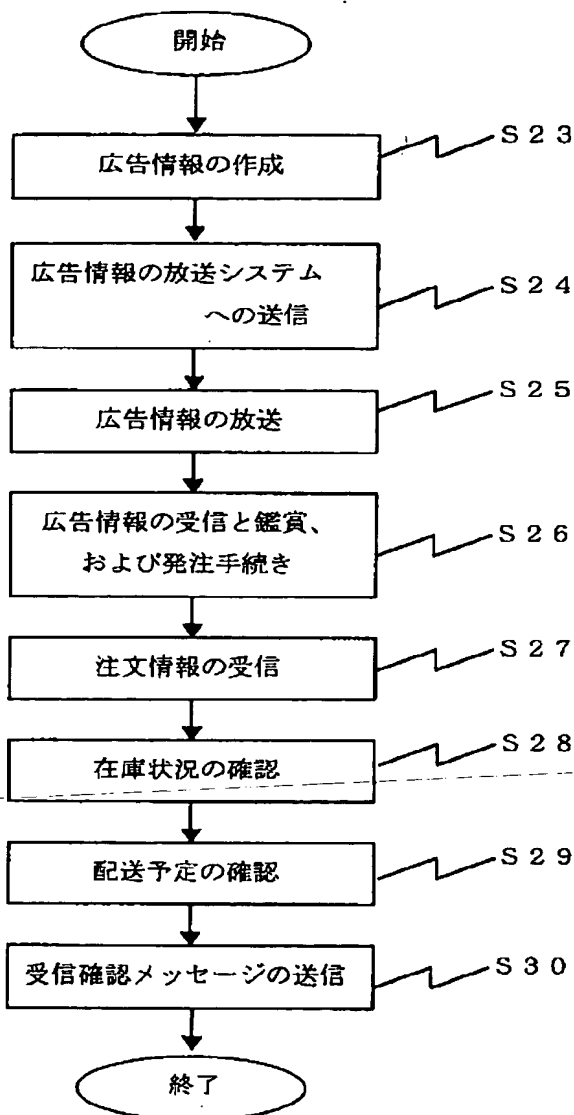 開始
広告情報の作成
S23
広告情報の放送システム
への送信
S24
広告情報の放送
S25
広告情報の受信と鑑賞、
および発注手続き
S26
注文情報の受信
S27
在庫状況の確認
S28
配送予定の確認
S29
受信確認メッセージの送信
S30
終了